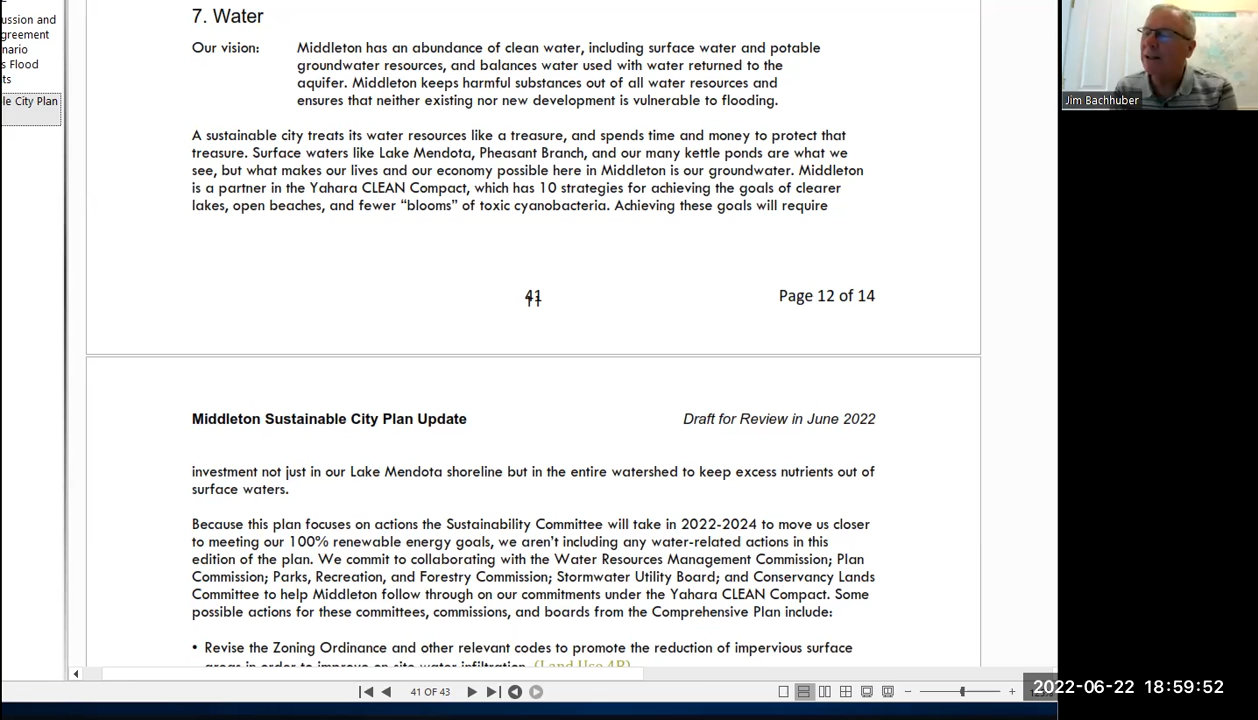 ussion and
greement
nario
s Flood
ts
le City Plan
7. Water
Our vision: Middleton has an abundance of clean water, including surface water and potable
groundwater resources, and balances water used with water returned to the
aquifer. Middleton keeps harmful substances out of all water resources and
ensures that neither existing nor new development is vulnerable to flooding.
A sustainable city treats its water resources like a treasure, and spends time and money to protect that
treasure. Surface waters like Lake Mendota, Pheasant Branch, and our many kettle ponds are what we
see, but what makes our lives and our economy possible here in Middleton is our groundwater. Middleton
is a partner in the Yahara CLEAN Compact, which has 10 strategies for achieving the goals of clearer
lakes, open beaches, and fewer “blooms” of toxic cyanobacteria. Achieving these goals will require
41
11
Page 12 of 14
Middleton Sustainable City Plan Update
Draft for Review in June 2022
investment not just in our Lake Mendota shoreline but in the entire watershed to keep excess nutrients out of
surface waters.
Because this plan focuses on actions the Sustainability Committee will take in 2022-2024 to move us closer
to meeting our 100% renewable energy goals, we aren’t including any water-related actions in this
edition of the plan. We commit to collaborating with the Water Resources Management Commission; Plan
Commission; Parks, Recreation, and Forestry Commission; Stormwater Utility Board; and Conservancy Lands
Committee to help Middleton follow through on our commitments under the Yahara CLEAN Compact. Some
possible actions for these committees, commissions, and boards from the Comprehensive Plan include:
• Revise the Zoning Ordinance and other relevant codes to promote the reduction of impervious surface
areas in order to improve on-site water infiltration. (Land Use 4B)
41 OF 43
Jim Bachhuber
2022-06-22 18:59:52